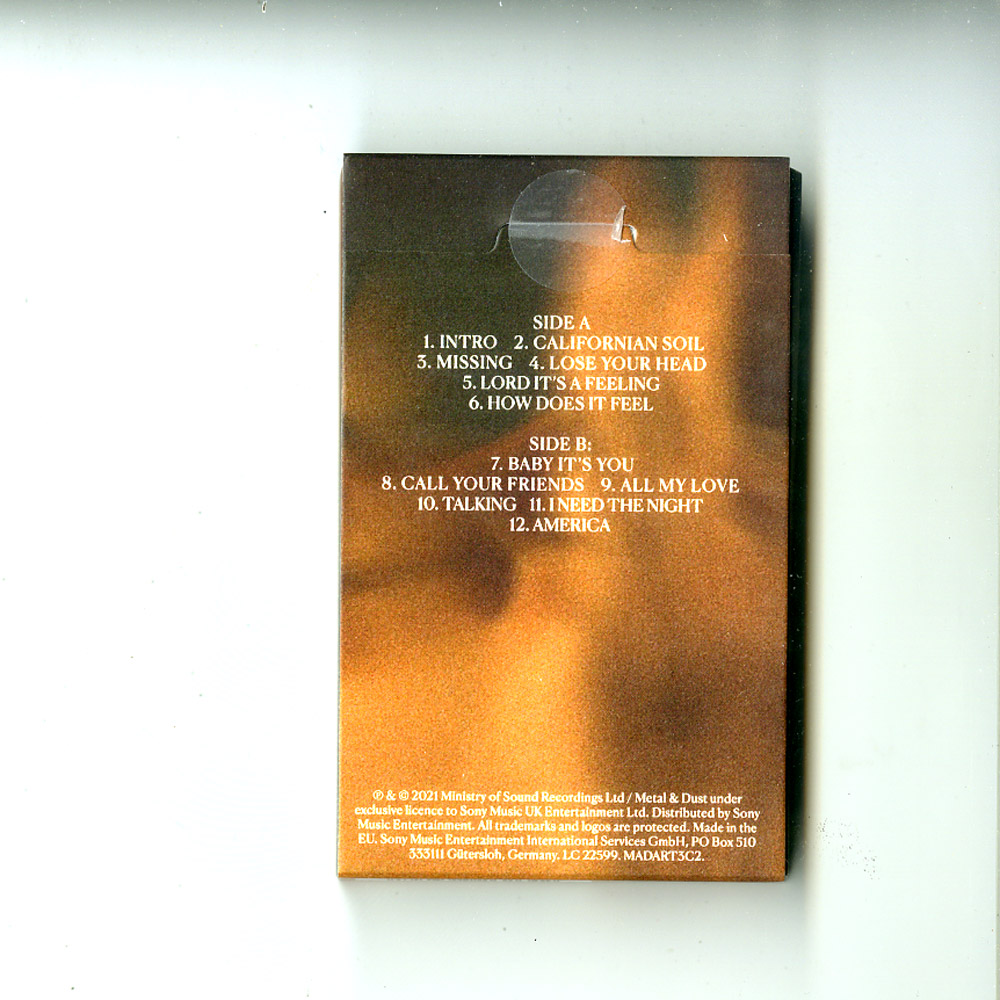 SIDE A
1. INTRO 2. CALIFORNIAN SOIL
3. MISSING 4. LOSE YOUR HEAD
5. LORD IT'S A FEELING
6. HOW DOES IT FEEL
SIDE B:
7. BABY IT'S YOU
8. CALL YOUR FRIENDS 9. ALL MY LOVE
10. TALKING 11. I NEED THE NIGHT
12. AMERICA
℗ & © 2021 Ministry of Sound Recordings Ltd / Metal & Dust under
exclusive licence to Sony Music UK Entertainment Ltd. Distributed by Sony
Music Entertainment. All trademarks and logos are protected. Made in the
EU. Sony Music Entertainment International Services GmbH, PO Box 510
333111 Gütersloh, Germany. LC 22599. MADART3C2.